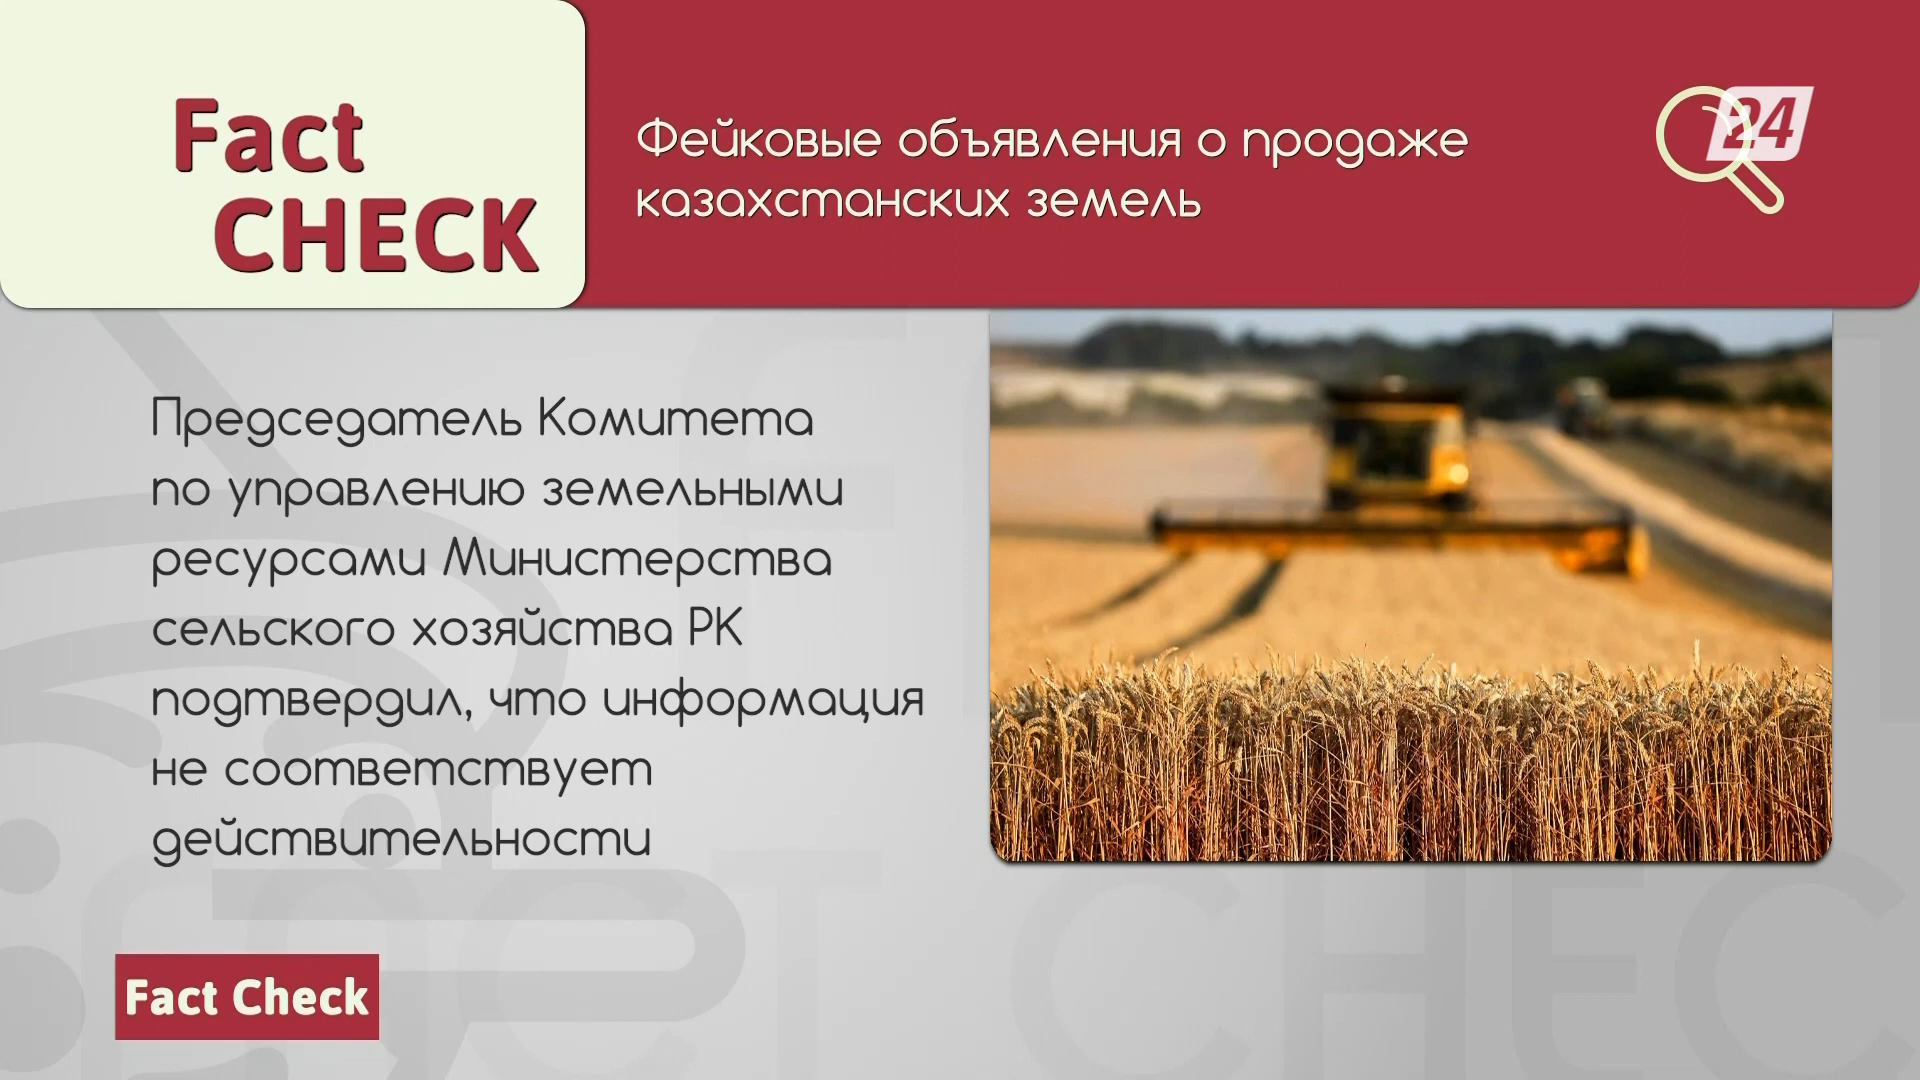 Fact
CHECK
Фейковые объявления о продаже
казахстанских земель
24
Председатель Комитета
по управлению земельными
ресурсами Министерства
сельского хозяйства РК
подтвердил, что информация
не соответствует
действительности
Fact Check